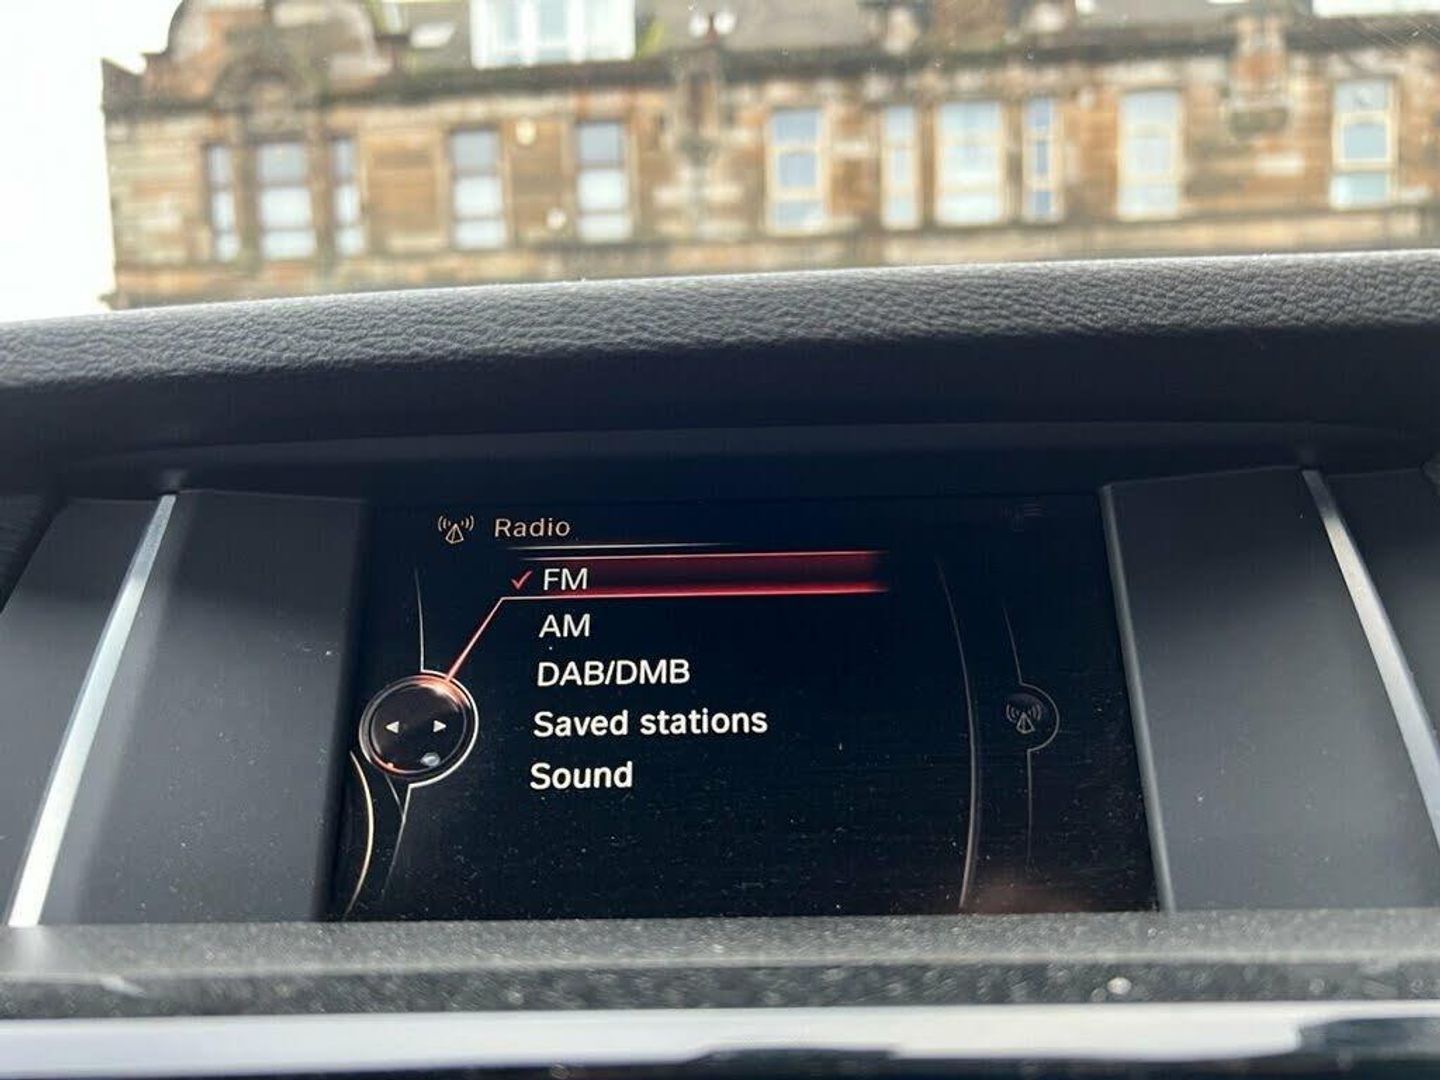 Radio
FM
AM
DAB/DMB
Saved stations
Sound